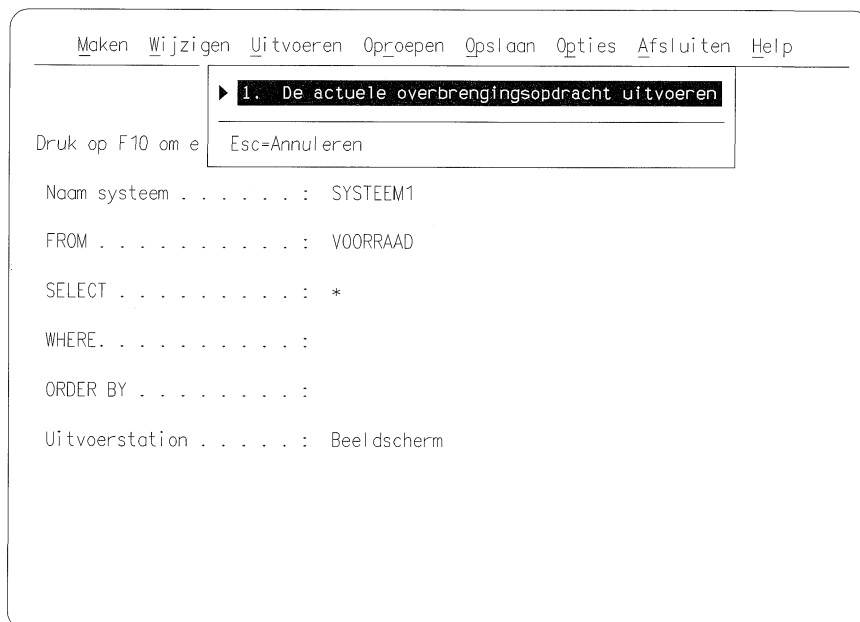 Maken Wijzigen Uitvoeren Oproepen Opslaan Opties Afsluiten Help
1. De actuele overbrengingsopdracht uitvoeren
Druk op F10 om e
Esc=Annuleren
Naam systeem . . . . . . : SYSTEEM1
FROM . . . . . . . . . . : VOORRAAD
SELECT . . . . . . . . . : *
WHERE. . . . . . . . . . :
ORDER BY . . . . . . . . :
Uitvoerstation . . . . . : Beeldscherm